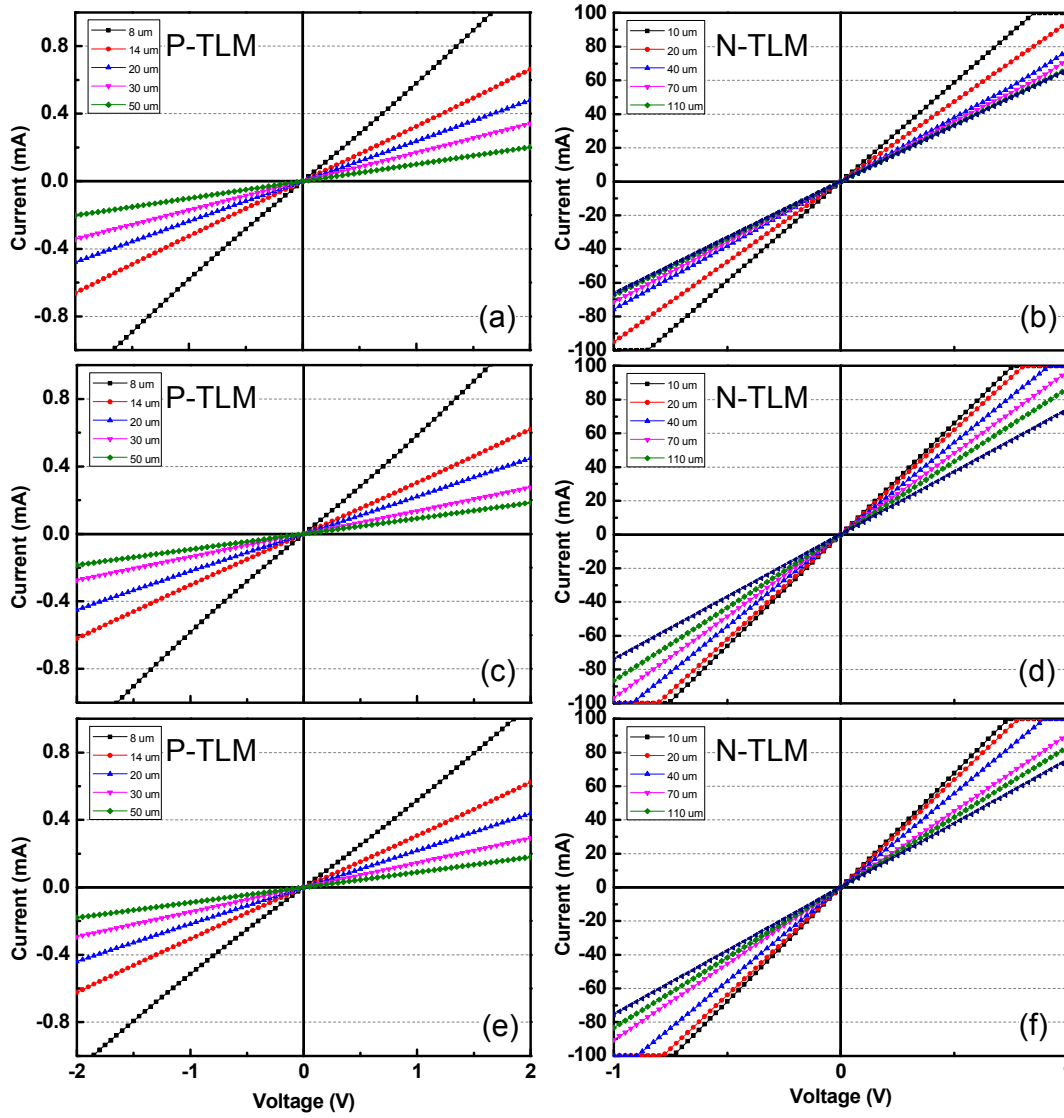 P-TLM
8 um
14 um
20 um
30 um
50 um
0.8
0.4
0.0
-0.4
-0.8
Current (mA)
(a)
N-TLM
10 um
20 um
40 um
70 um
110 um
100
80
60
40
20
0
-20
-40
-60
-80
-100
Current (mA)
(b)
P-TLM
8 um
14 um
20 um
30 um
50 um
0.8
0.4
0.0
-0.4
-0.8
Current (mA)
(c)
N-TLM
10 um
20 um
40 um
70 um
110 um
100
80
60
40
20
0
-20
-40
-60
-80
-100
Current (mA)
(d)
P-TLM
8 um
14 um
20 um
30 um
50 um
0.8
0.4
0.0
-0.4
-0.8
Current (mA)
(e)
-2 -1 0 1 2
Voltage (V)
N-TLM
10 um
20 um
40 um
70 um
110 um
100
80
60
40
20
0
-20
-40
-60
-80
-100
Current (mA)
(f)
-1 0
Voltage (V)